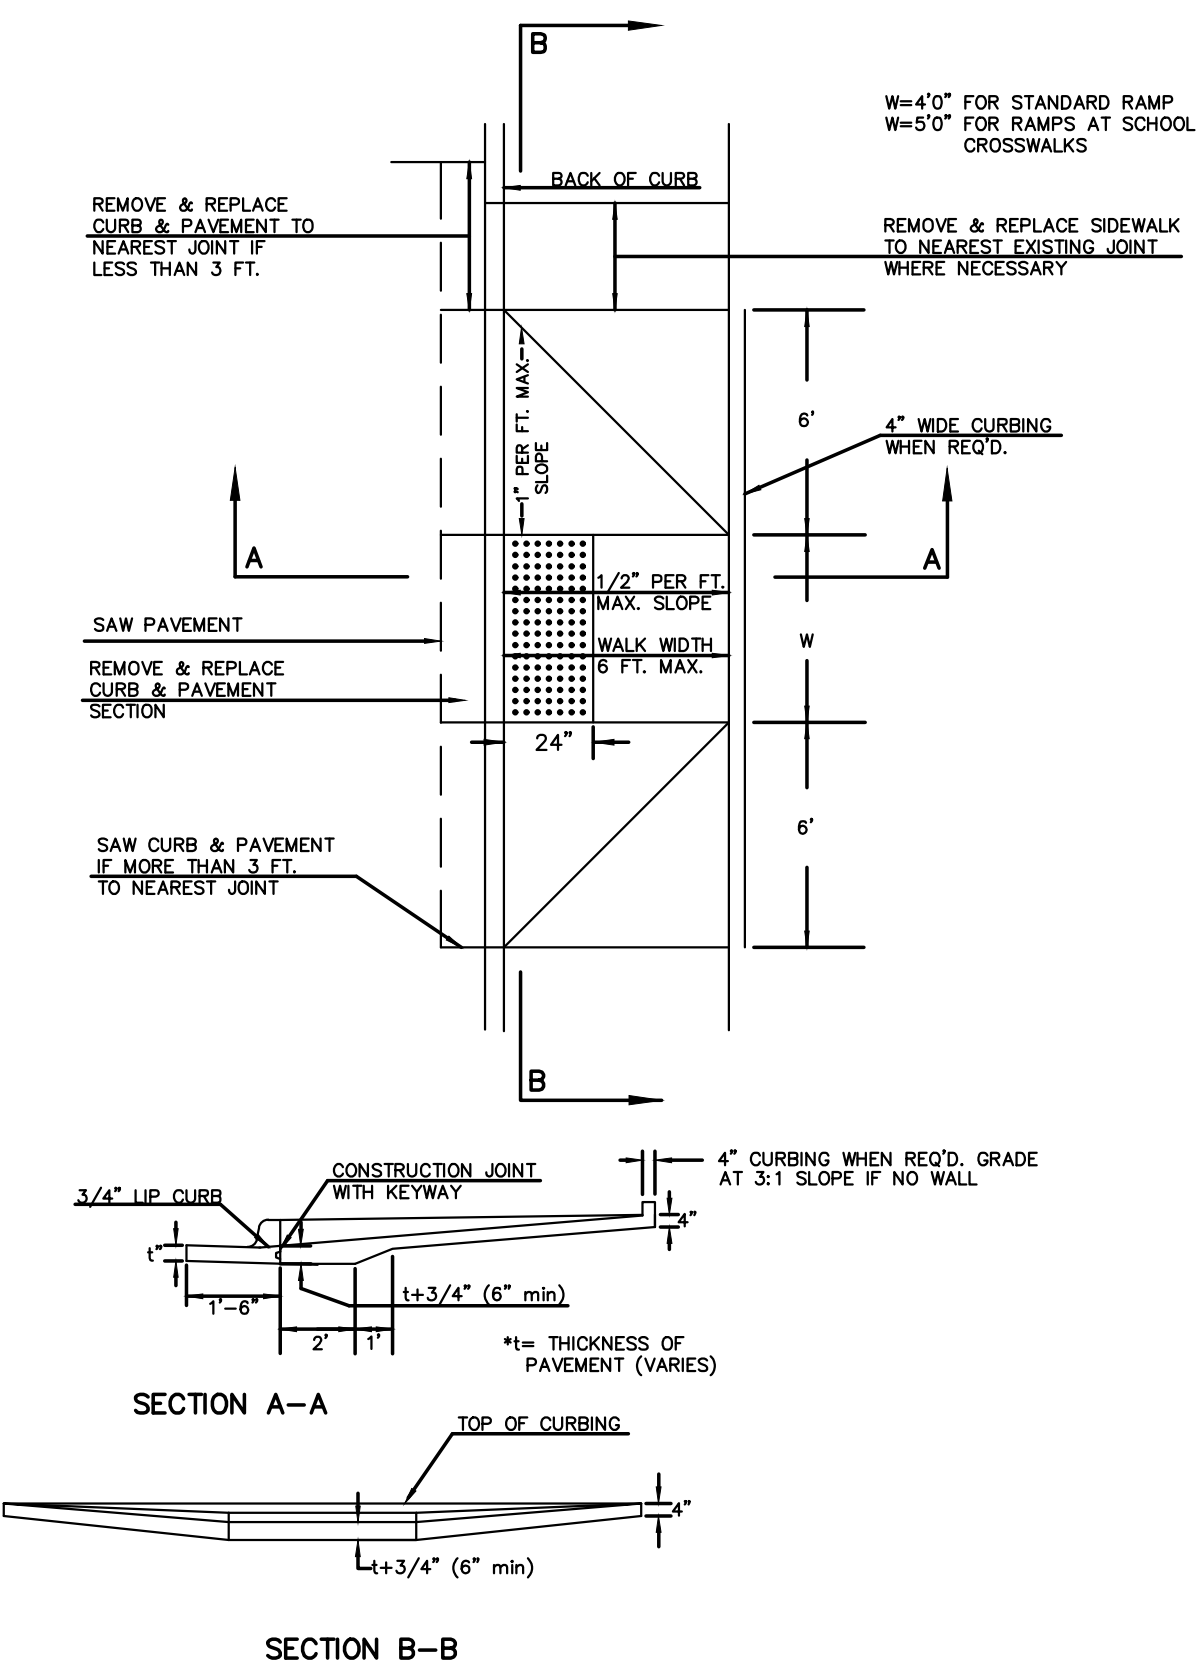 B
W=4'0" FOR STANDARD RAMP
W=5'0" FOR RAMPS AT SCHOOL
CROSSWALKS
BACK OF CURB
REMOVE & REPLACE
CURB & PAVEMENT TO
NEAREST JOINT IF
LESS THAN 3 FT.
REMOVE & REPLACE SIDEWALK
TO NEAREST EXISTING JOINT
WHERE NECESSARY
1" PER FT. MAX.
SLOPE
6'
4" WIDE CURBING
WHEN REQ'D.
A
A
1/2" PER FT.
MAX. SLOPE
SAW PAVEMENT
WALK WIDTH
6 FT. MAX.
W
REMOVE & REPLACE
CURB & PAVEMENT
SECTION
24"
6'
SAW CURB & PAVEMENT
IF MORE THAN 3 FT.
TO NEAREST JOINT
B
CONSTRUCTION JOINT
WITH KEYWAY
4" CURBING WHEN REQ'D. GRADE
AT 3:1 SLOPE IF NO WALL
3/4" LIP CURB
4"
t"
1'-6"
t+3/4" (6" min)
2'
1'
*t= THICKNESS OF
PAVEMENT (VARIES)
SECTION A-A
TOP OF CURBING
4"
t+3/4" (6" min)
SECTION B-B